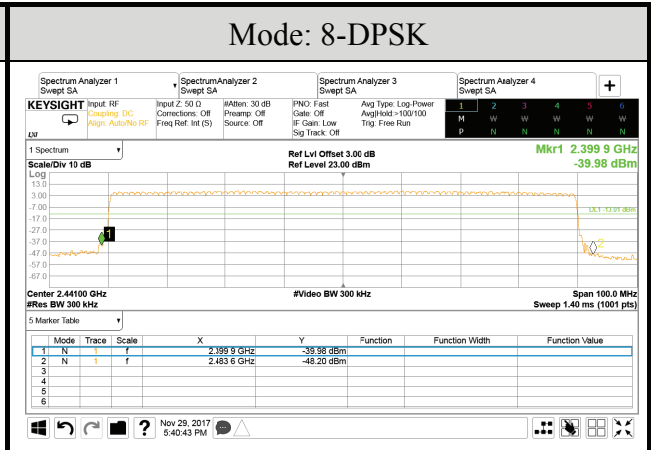 Mode: 8-DPSK
Spectrum Analyzer 1
Swept SA
SpectrumAnalyzer 2
Swept SA
Spectrum Analyzer 3
Swept SA
Spectrum Analyzer 4
Swept SA
+
KEYSIGHT Input: RF
Coupling: DC
Align: Auto/No RF
LXI
Input Z: 50 Ω
Corrections: Off
Freq Ref: Int (S)
#Atten: 30 dB
Preamp: Off
Source: Off
PNO: Fast
Gate: Off
IF Gain: Low
Sig Track: Off
Avg Type: Log-Power
Avg|Hold:>100/100
Trig: Free Run
1 2 3 4 5 6
M W W W W W
P N N N N N
1 Spectrum
Scale/Div 10 dB
Ref Lvl Offset 3.00 dB
Ref Level 23.00 dBm
Mkr1 2.399 9 GHz
-39.98 dBm
Log
13.0
3.00
-7.00
-17.0
-27.0
-37.0
-47.0
-57.0
-67.0
1
2
Center 2.44100 GHz
#Res BW 300 kHz
#Video BW 300 kHz
Span 100.0 MHz
Sweep 1.40 ms (1001 pts)
5 Marker Table
Mode Trace Scale X Y Function Function Width Function Value
1 N 1 f 2.399 9 GHz -39.98 dBm
2 N 1 f 2.483 6 GHz -48.20 dBm
3
4
5
6
?
Nov 29, 2017
5:40:43 PM